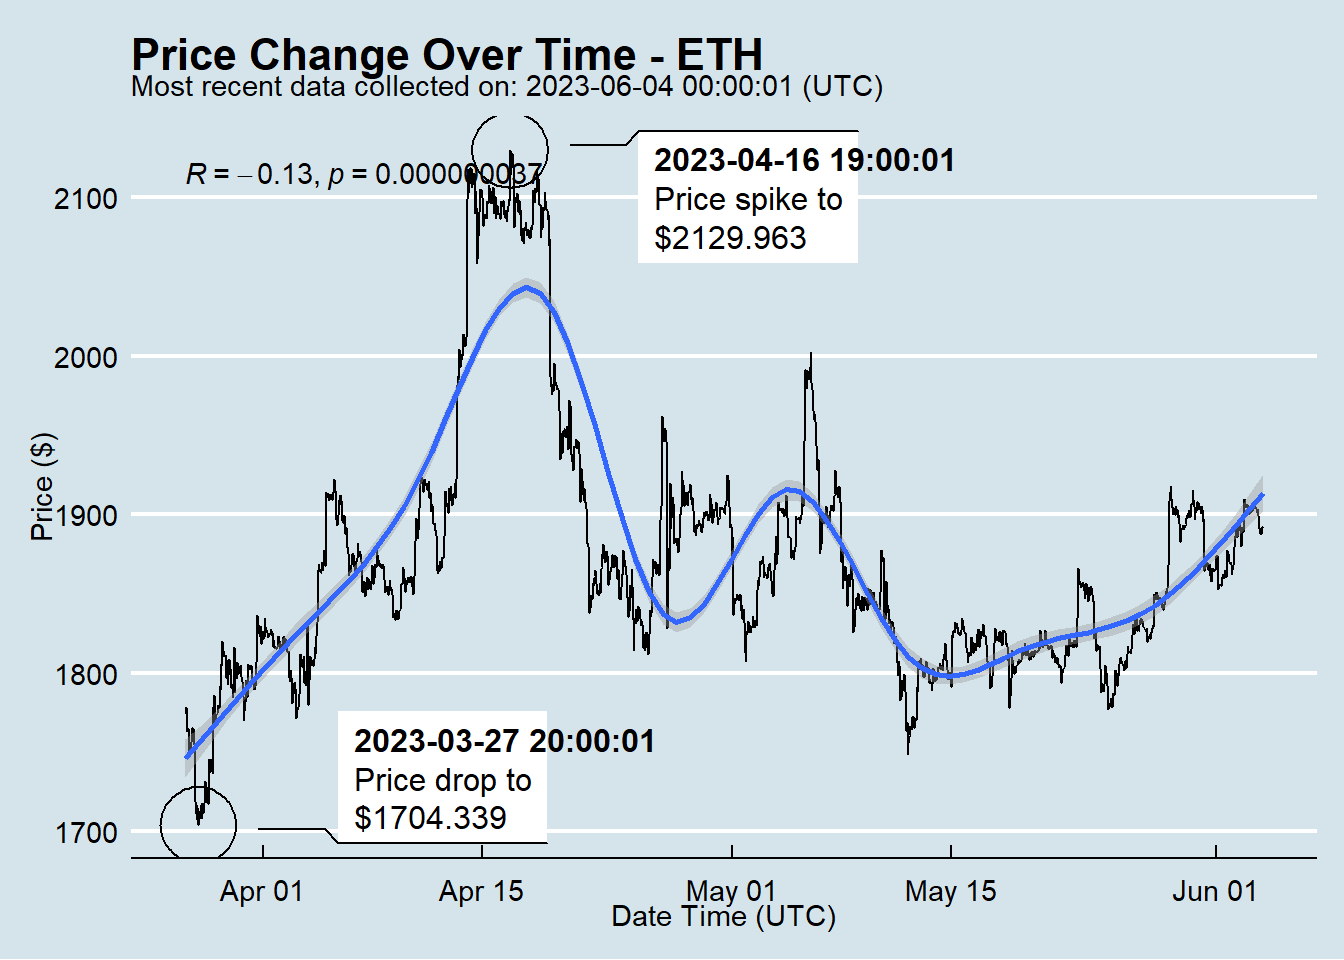 Price Change Over Time - ETH
Most recent data collected on: 2023-06-04 00:00:01 (UTC)
R = −0.13, p = 0.000000037
2023-04-16 19:00:01
Price spike to
$2129.963
2100
2000
1900
1800
1700
Price ($)
2023-03-27 20:00:01
Price drop to
$1704.339
Apr 01 Apr 15 May 01 May 15 Jun 01
Date Time (UTC)